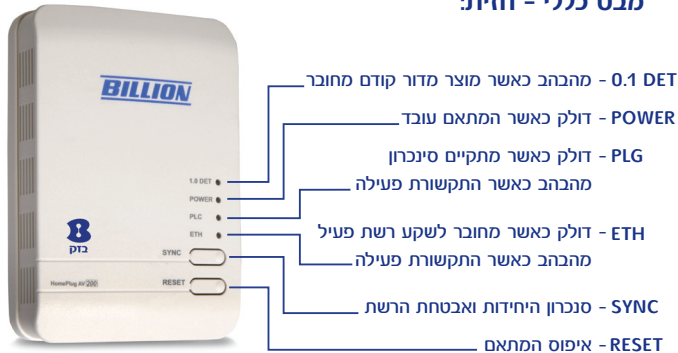 מבט כללי - חזית:
BILLION
0.1 DET - מהבהב כאשר מוצר מדור קודם מחובר
POWER - דולק כאשר המתאם עובד
PLG - דולק כאשר מתקיים סינכרון
מהבהב כאשר התקשורת פעילה
ETH - דולק כאשר מחובר לשקע רשת פעיל
מהבהב כאשר התקשורת פעילה
SYNC - סנכרון היחידות ואבטחת הרשת
RESET - איפוס המתאם
1.0 DET
POWER
PLC
ETH
SYNC
RESET
בזק
HomePlug AV 200